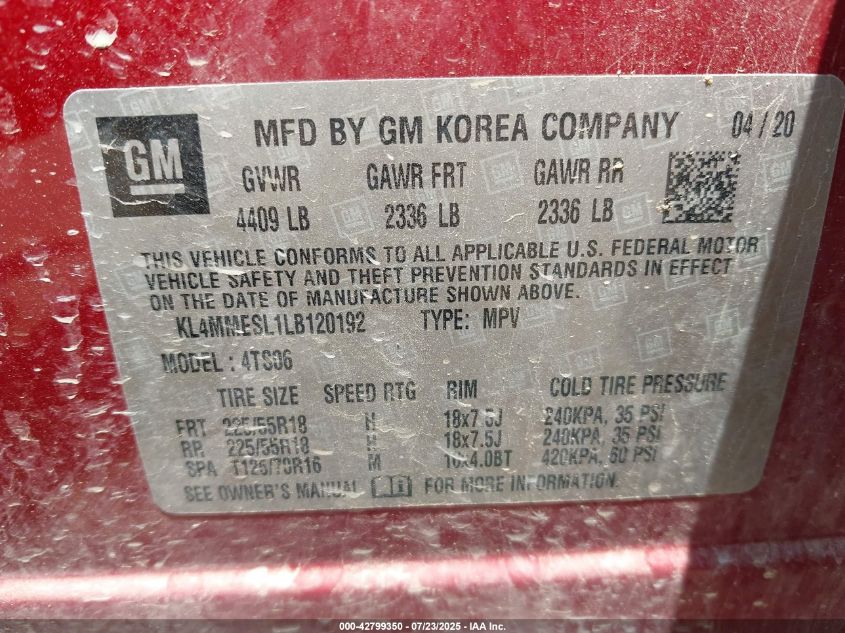 GM
MFD BY GM KOREA COMPANY 04/20
GVWR GAWR FRT GAWR RR
4409 LB 2336 LB 2336 LB
THIS VEHICLE CONFORMS TO ALL APPLICABLE U.S. FEDERAL MOTOR
VEHICLE SAFETY AND THEFT PREVENTION STANDARDS IN EFFECT
ON THE DATE OF MANUFACTURE SHOWN ABOVE.
KL4MMESL1LB120192 TYPE: MPV
MODEL : 4TS06
TIRE SIZE SPEED RTG RIM COLD TIRE PRESSURE
FRT 225/55R18 H 18x7.5J 240KPA, 35 PSI
RR 225/55R18 H 18x7.5J 240KPA, 35 PSI
SPA T125/70R16 M 16x4.0BT 420KPA, 60 PSI
SEE OWNER'S MANUAL FOR MORE INFORMATION.
000-42799350 - 07/23/2025 - IAA Inc.